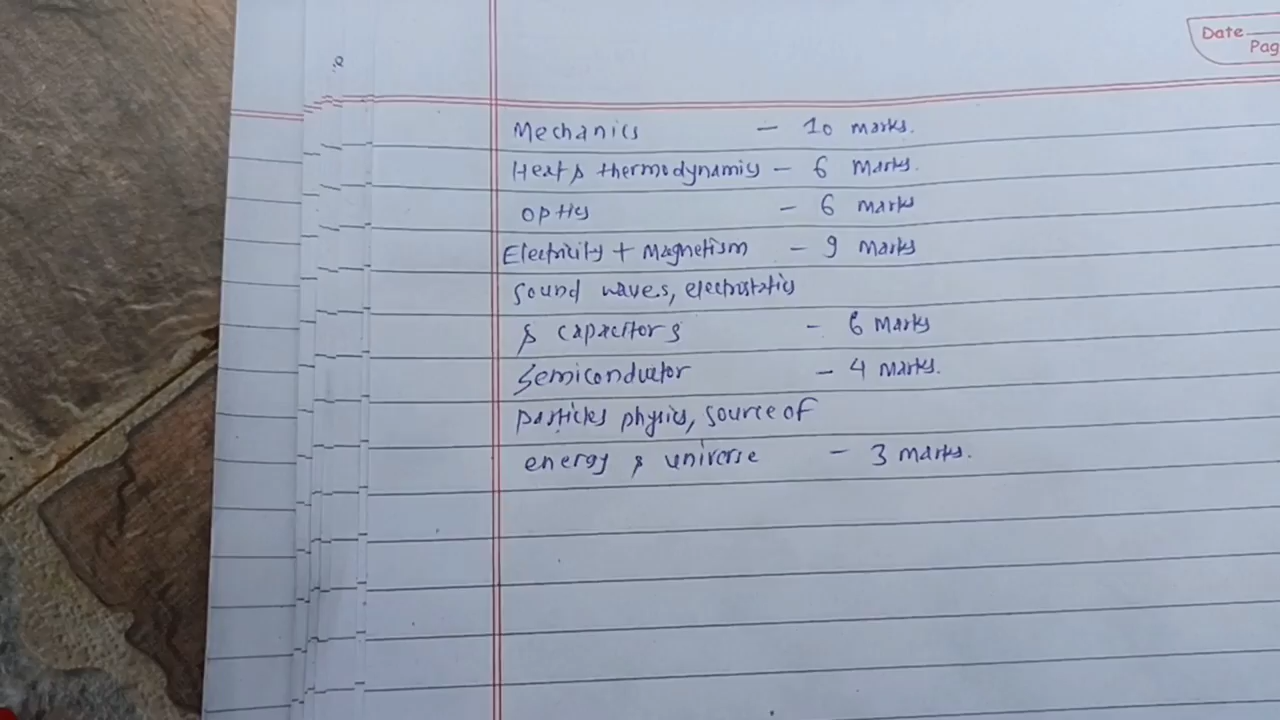 Date
Pag
Mechanics - 10 marks.
Heat & thermodynamics - 6 Marks.
optics - 6 marks
Electricity + Magnetism - 9 Marks
sound waves, electrostatics
& capacitors - 6 Marks
Semiconductor - 4 Marks.
particles physics, source of
energy & universe - 3 marks.